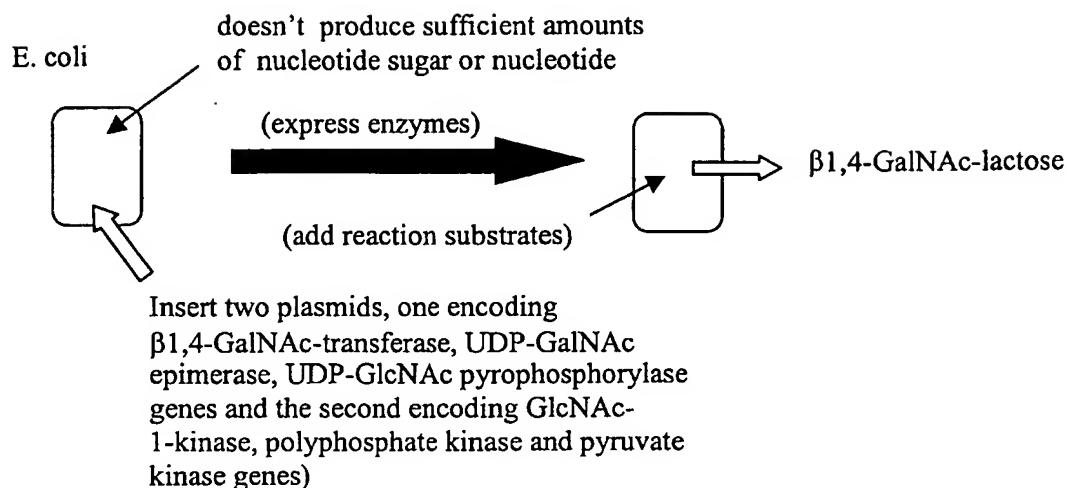 doesn't produce sufficient amounts
of nucleotide sugar or nucleotide
E. coli
(express enzymes)
β1,4-GalNAc-lactose
(add reaction substrates)
Insert two plasmids, one encoding
β1,4-GalNAc-transferase, UDP-GalNAc
epimerase, UDP-GlcNAc pyrophosphorylase
genes and the second encoding GlcNAc-
1-kinase, polyphosphate kinase and pyruvate
kinase genes)